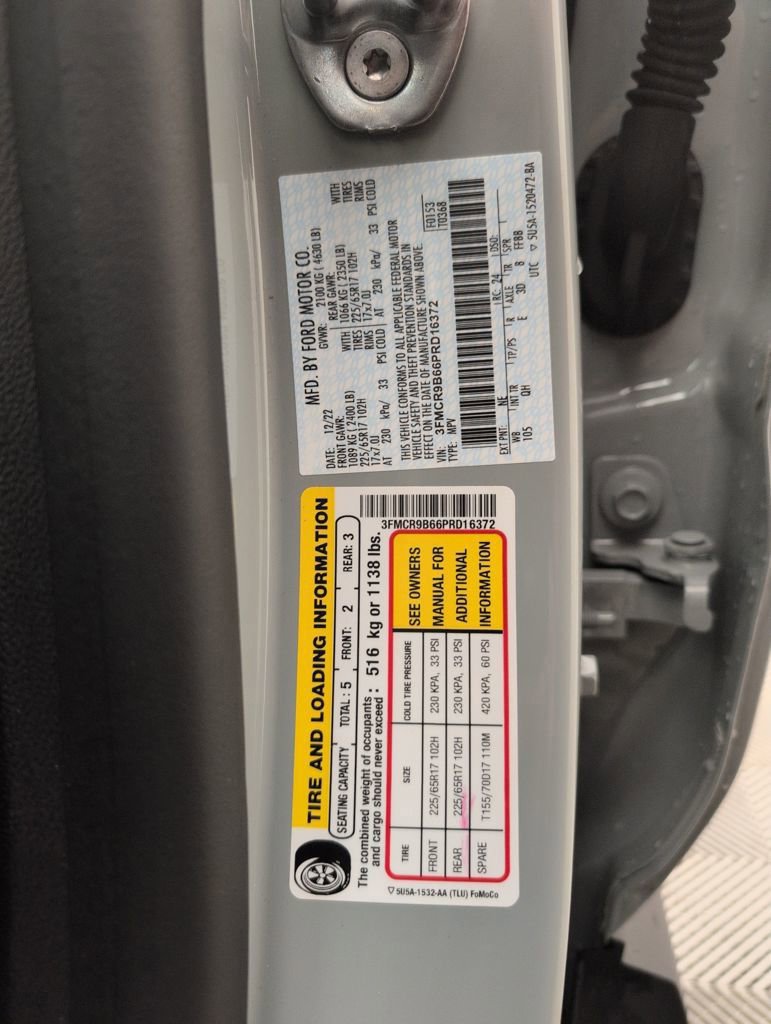 MFD. BY FORD MOTOR CO.
DATE: 12/22 GVWR: 2100 KG ( 4630 LB)
FRONT GAWR: REAR GAWR:
1089 KG ( 2400 LB) WITH 1066 KG ( 2350 LB) WITH
225/65R17 102H TIRES 225/65R17 102H TIRES
17x7.0J RIMS 17x7.0J RIMS
AT 230 kPa/ 33 PSI COLD AT 230 kPa/ 33 PSI COLD
THIS VEHICLE CONFORMS TO ALL APPLICABLE FEDERAL MOTOR
VEHICLE SAFETY AND THEFT PREVENTION STANDARDS IN
EFFECT ON THE DATE OF MANUFACTURE SHOWN ABOVE.
VIN: 3FMCR9B66PRD16372 F0153
TYPE: MPV T0368
EXT PNT: NE RC: 24 DSO:
WB INT TR TP/PS R AXLE TR SPR
105 QH E 3D 8 FFBB
UTC ▽ 5U5A-1520472-BA
TIRE AND LOADING INFORMATION
SEATING CAPACITY TOTAL : 5 FRONT: 2 REAR: 3
The combined weight of occupants
and cargo should never exceed : 516 kg or 1138 lbs.
3FMCR9B66PRD16372
TIRE SIZE COLD TIRE PRESSURE SEE OWNERS
FRONT 225/65R17 102H 230 KPA, 33 PSI MANUAL FOR
REAR 225/65R17 102H 230 KPA, 33 PSI ADDITIONAL
SPARE T155/70D17 110M 420 KPA, 60 PSI INFORMATION
▽ 5U5A-1532-AA (TLU) FoMoCo